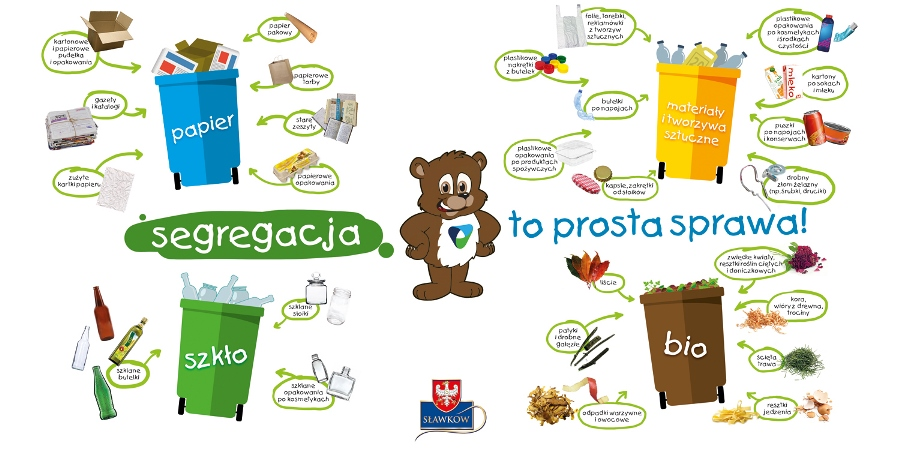 kartonowe
i papierowe
pudełka
i opakowania
papier
pakowy
papierowe
torby
gazety
i katalogi
stare
zeszyty
zużyte
kartki papieru
papierowe
opakowania
papier
folie, torebki,
reklamówki
z tworzyw
sztucznych
plastikowe
opakowania
po kosmetykach
i środkach
czystości
plastikowe
nakrętki
z butelek
kartony
po sokach
i mleku
mleko
butelki
po napojach
puszki
po napojach
i konserwach
plastikowe
opakowania
po produktach
spożywczych
kapsle, zakrętki
od słoików
drobny
złom żelazny
(np. śrubki, druciki)
materiały
i tworzywa
sztuczne
segregacja
to prosta sprawa!
szklane
słoiki
szklane
butelki
szklane
opakowania
po kosmetykach
szkło
SŁAWKÓW
liście
zwiędłe kwiaty,
resztki roślin ciętych
i doniczkowych
patyki
i drobne
gałęzie
kora,
wióry z drewna,
trociny
ścięta
trawa
odpadki warzywne
i owocowe
resztki
jedzenia
bio